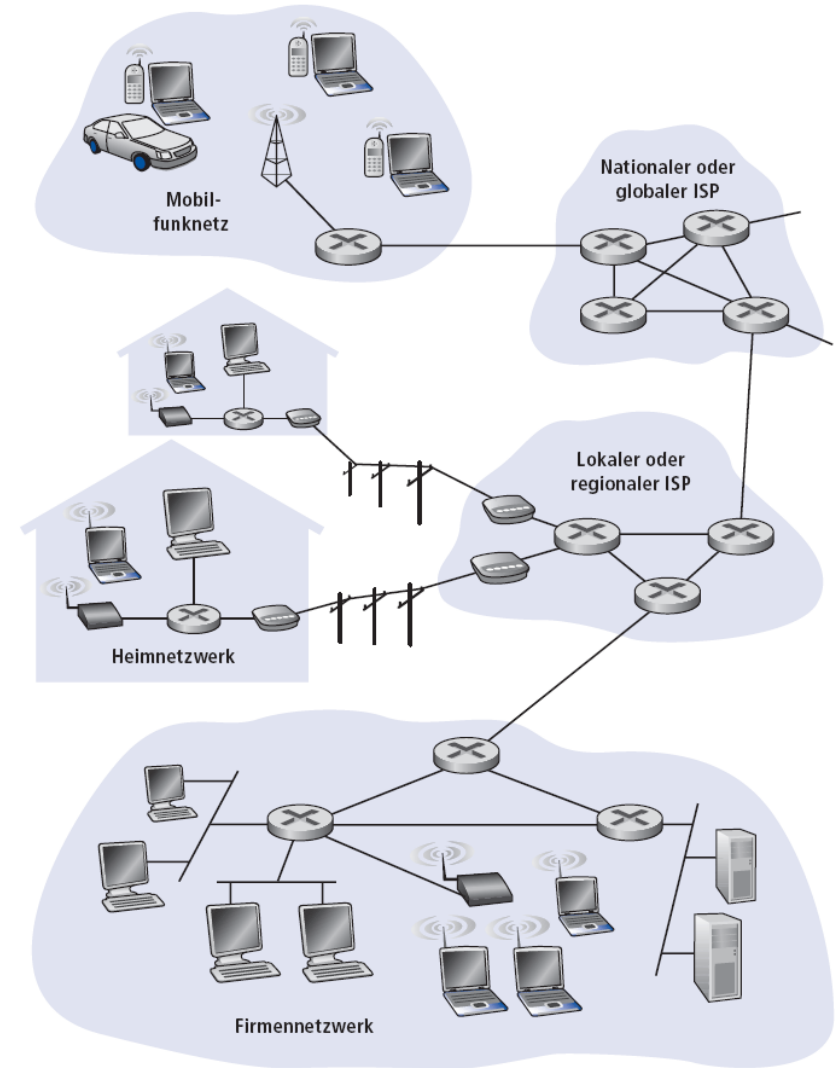 Mobil-
funknetz
Nationaler oder
globaler ISP
Lokaler oder
regionaler ISP
Heimnetzwerk
Firmennetzwerk